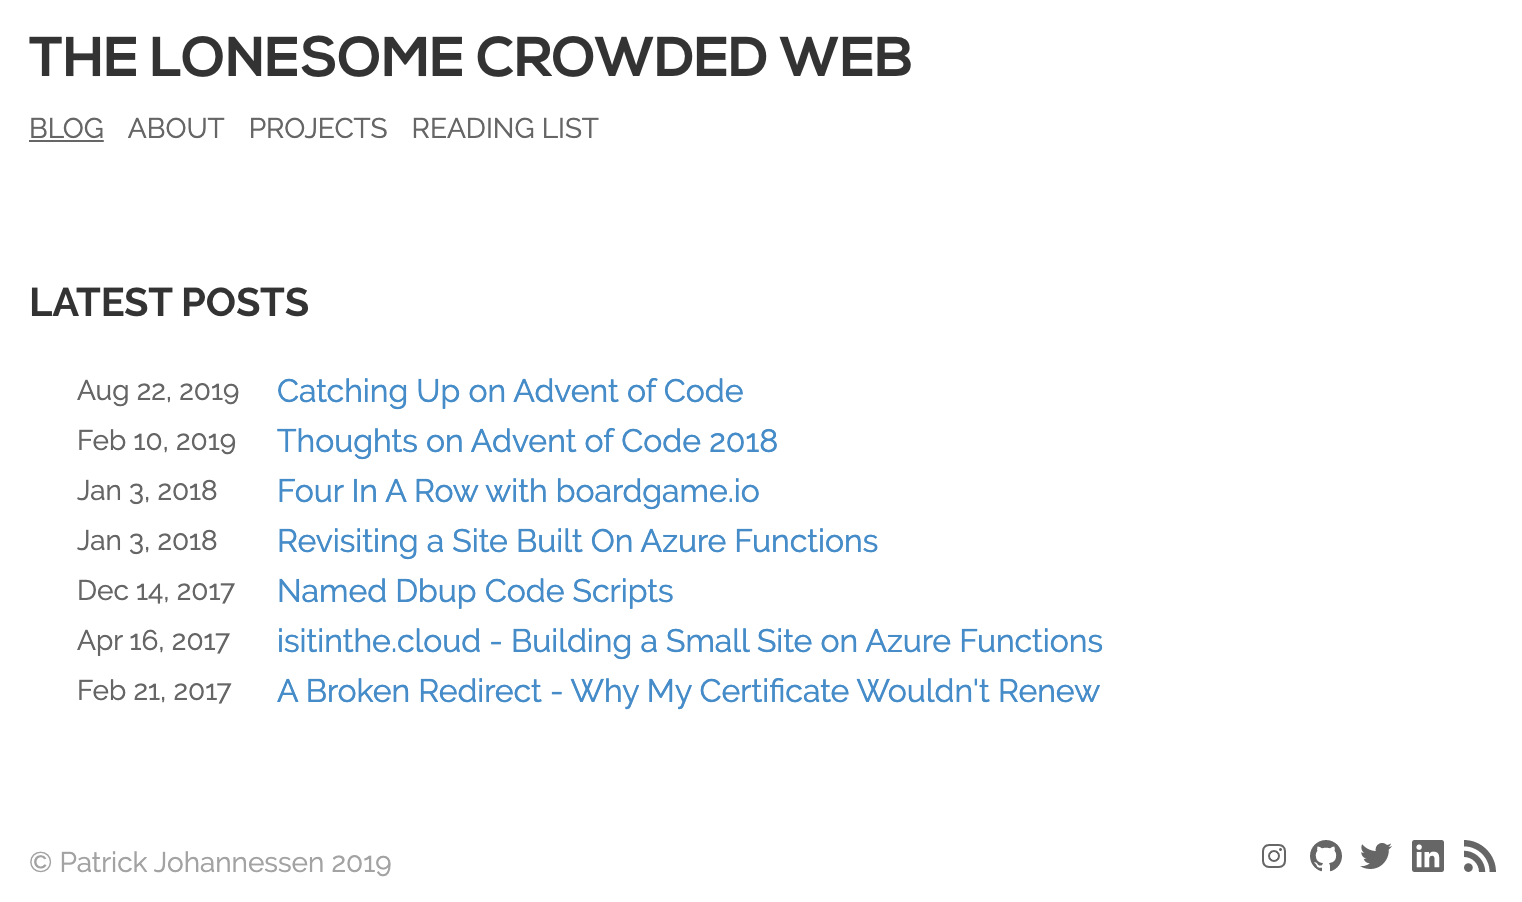 THE LONESOME CROWDED WEB
BLOG ABOUT PROJECTS READING LIST
LATEST POSTS
Aug 22, 2019 Catching Up on Advent of Code
Feb 10, 2019 Thoughts on Advent of Code 2018
Jan 3, 2018 Four In A Row with boardgame.io
Jan 3, 2018 Revisiting a Site Built On Azure Functions
Dec 14, 2017 Named Dbup Code Scripts
Apr 16, 2017 isitinthe.cloud - Building a Small Site on Azure Functions
Feb 21, 2017 A Broken Redirect - Why My Certificate Wouldn't Renew
© Patrick Johannessen 2019